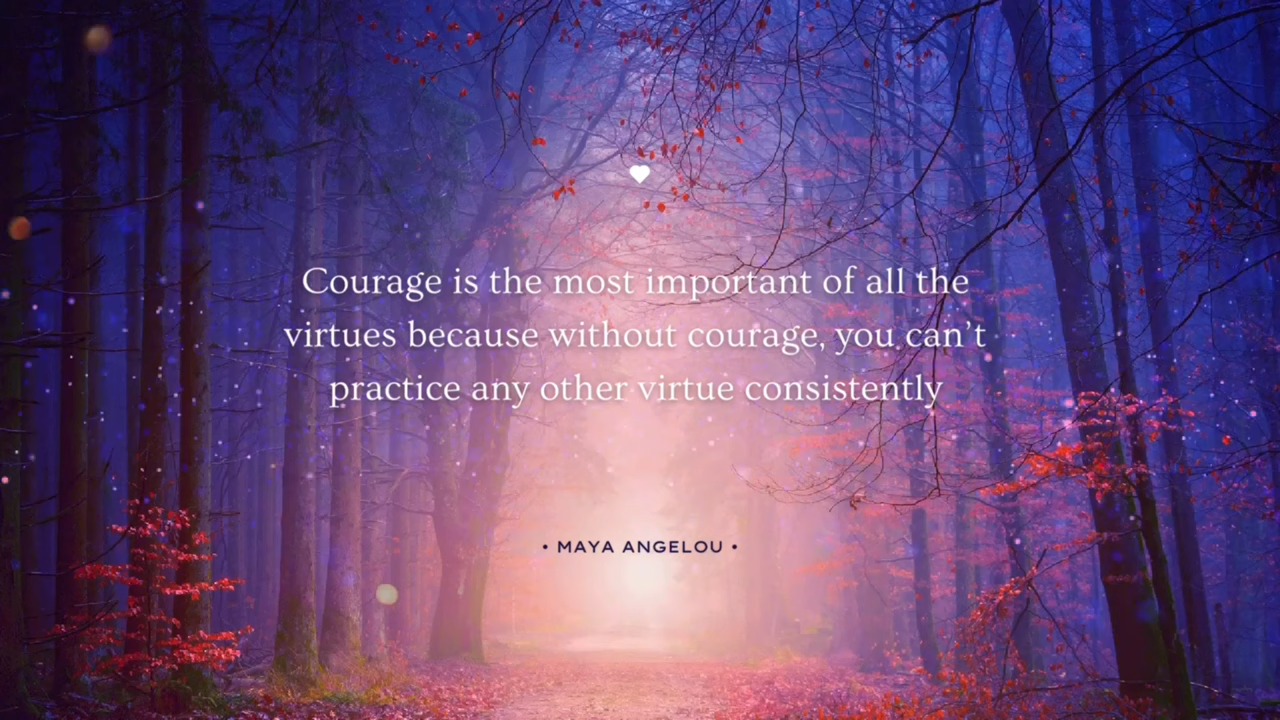 Courage is the most important of all the
virtues because without courage, you can’t
practice any other virtue consistently
• MAYA ANGELOU •